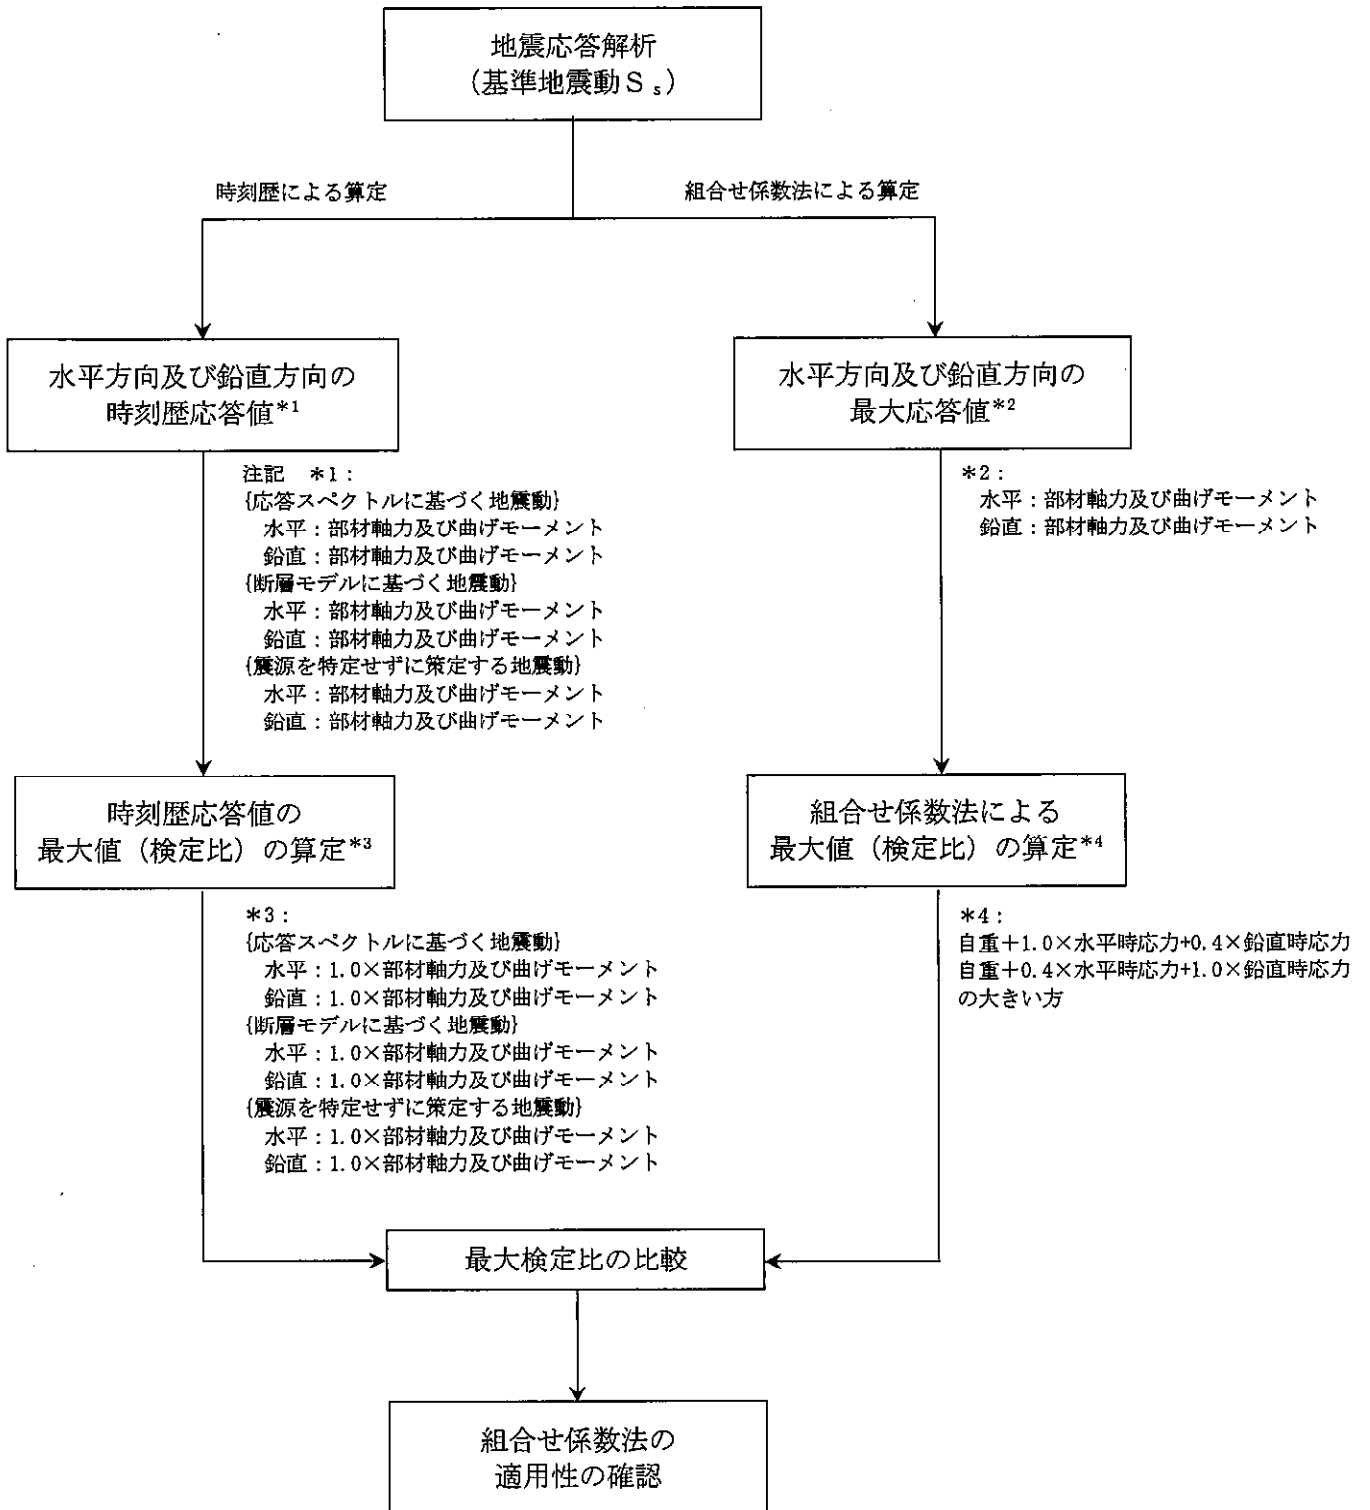 地震応答解析
(基準地震動Ss)
時刻歴による算定
組合せ係数法による算定
水平方向及び鉛直方向の
時刻歴応答値*1
水平方向及び鉛直方向の
最大応答値*2
注記 *1:
{応答スペクトルに基づく地震動}
水平:部材軸力及び曲げモーメント
鉛直:部材軸力及び曲げモーメント
{断層モデルに基づく地震動}
水平:部材軸力及び曲げモーメント
鉛直:部材軸力及び曲げモーメント
{震源を特定せずに策定する地震動}
水平:部材軸力及び曲げモーメント
鉛直:部材軸力及び曲げモーメント
*2:
水平:部材軸力及び曲げモーメント
鉛直:部材軸力及び曲げモーメント
時刻歴応答値の
最大値(検定比)の算定*3
組合せ係数法による
最大値(検定比)の算定*4
*3:
{応答スペクトルに基づく地震動}
水平:1.0×部材軸力及び曲げモーメント
鉛直:1.0×部材軸力及び曲げモーメント
{断層モデルに基づく地震動}
水平:1.0×部材軸力及び曲げモーメント
鉛直:1.0×部材軸力及び曲げモーメント
{震源を特定せずに策定する地震動}
水平:1.0×部材軸力及び曲げモーメント
鉛直:1.0×部材軸力及び曲げモーメント
*4:
自重+1.0×水平時応力+0.4×鉛直時応力
自重+0.4×水平時応力+1.0×鉛直時応力
の大きい方
最大検定比の比較
組合せ係数法の
適用性の確認